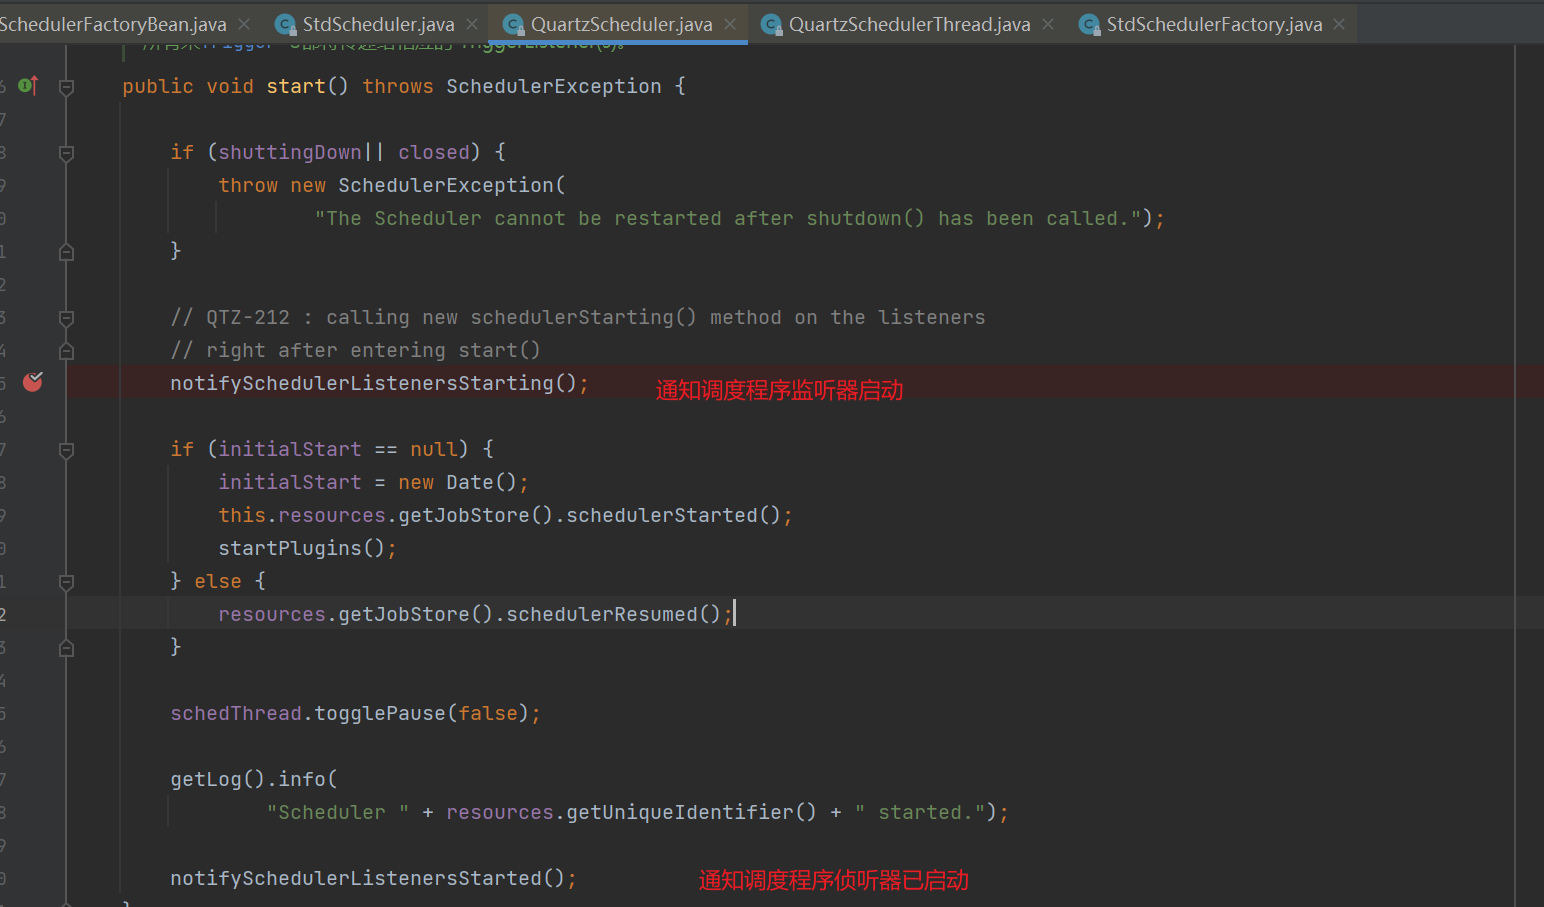 SchedulerFactoryBean.java StdScheduler.java QuartzScheduler.java QuartzSchedulerThread.java StdSchedulerFactory.java
public void start() throws SchedulerException {
if (shuttingDown|| closed) {
throw new SchedulerException(
"The Scheduler cannot be restarted after shutdown() has been called.");
}
// QTZ-212 : calling new schedulerStarting() method on the listeners
// right after entering start()
notifySchedulerListenersStarting(); 通知调度程序监听器启动
if (initialStart == null) {
initialStart = new Date();
this.resources.getJobStore().schedulerStarted();
startPlugins();
} else {
resources.getJobStore().schedulerResumed();
}
schedThread.togglePause(false);
getLog().info(
"Scheduler " + resources.getUniqueIdentifier() + " started.");
notifySchedulerListenersStarted(); 通知调度程序侦听器已启动